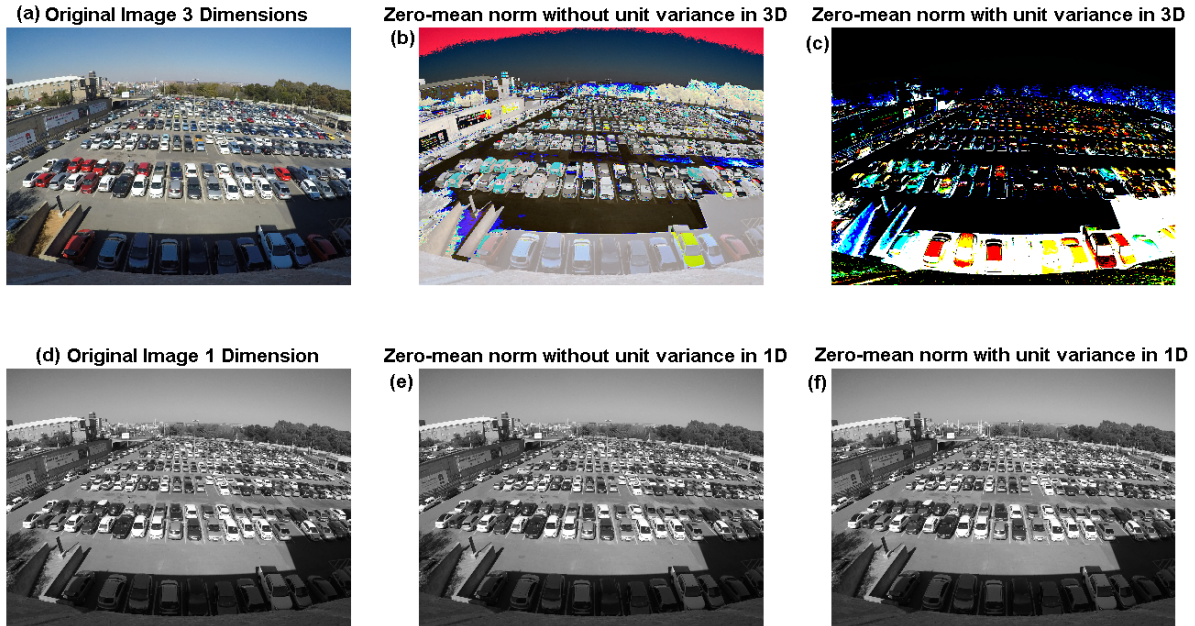 (a) Original Image 3 Dimensions
Zero-mean norm without unit variance in 3D
(b)
Zero-mean norm with unit variance in 3D
(c)
(d) Original Image 1 Dimension
Zero-mean norm without unit variance in 1D
(e)
Zero-mean norm with unit variance in 1D
(f)